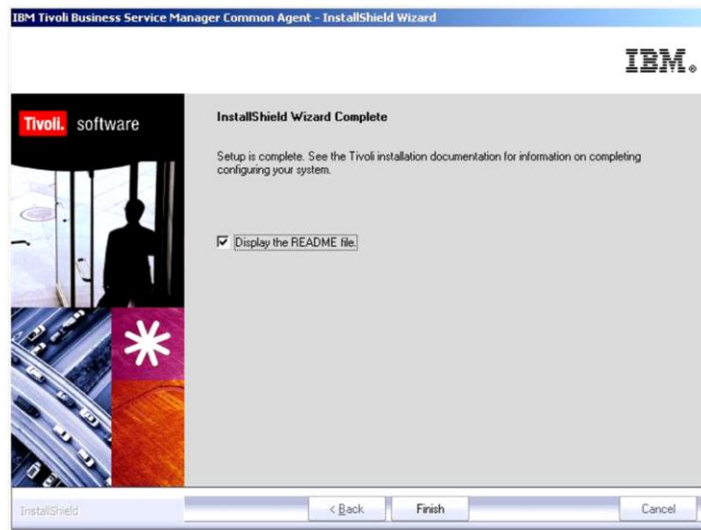 IBM Tivoli Business Service Manager Common Agent - InstallShield Wizard
IBM®
Tivoli. software
InstallShield Wizard Complete
Setup is complete. See the Tivoli installation documentation for information on completing
configuring your system.
Display the README file.
InstallShield
< Back
Finish
Cancel